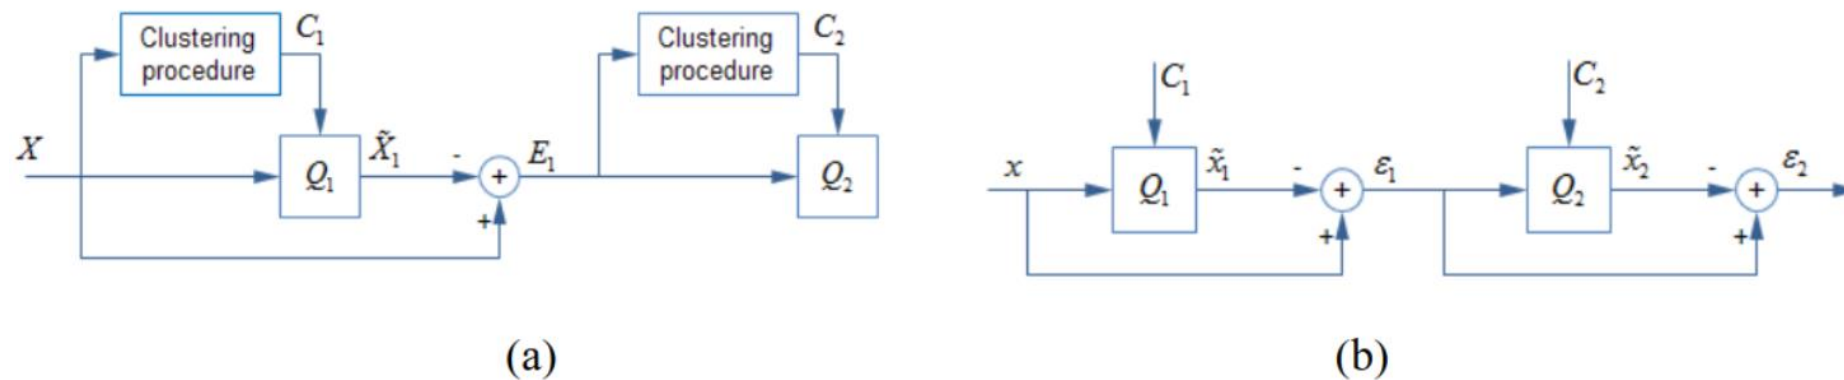 Clustering
procedure
C₁
Clustering
procedure
C₂
X
Q₁
X̃₁
-
+
+
E₁
Q₂
(a)
C₁
C₂
x
Q₁
x̃₁
-
+
+
ε₁
Q₂
x̃₂
-
+
+
ε₂
(b)